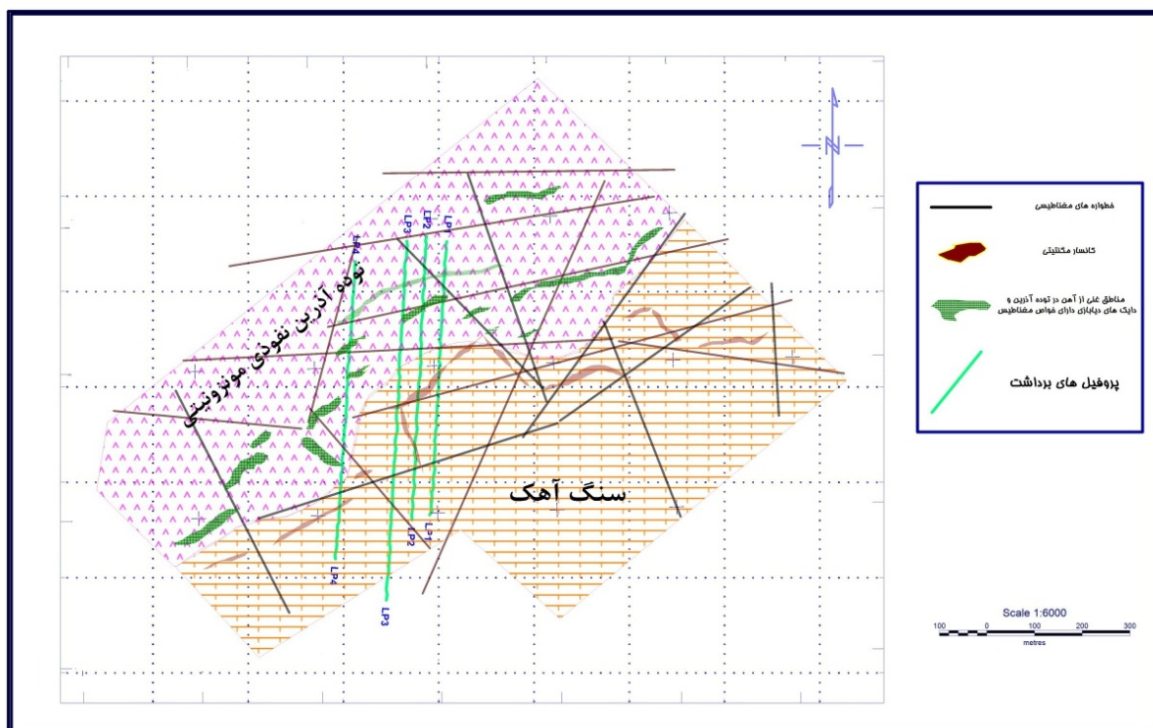 LP1
LP2
LP3
LP4
توده آذرین نفوذی مونزونیتی
سنگ آهک
LP1
LP2
LP4
LP3
N
خطواره های مغناطیسی
کانسار مگنتیتی
مناطق غنی از آهن در توده آذرین و
دایک های دیابازی دارای خواص مغناطیس
پروفیل های برداشت
Scale 1:6000
100 0 100 200 300
metres